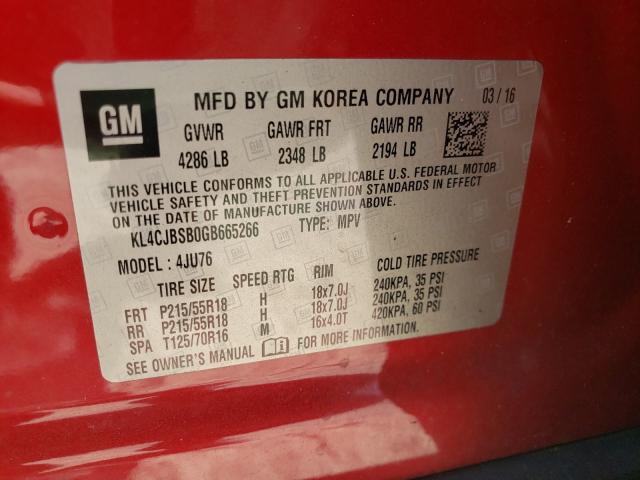 GM
MFD BY GM KOREA COMPANY 03 / 16
GVWR GAWR FRT GAWR RR
4286 LB 2348 LB 2194 LB
THIS VEHICLE CONFORMS TO ALL APPLICABLE U.S. FEDERAL MOTOR
VEHICLE SAFETY AND THEFT PREVENTION STANDARDS IN EFFECT
ON THE DATE OF MANUFACTURE SHOWN ABOVE.
KL4CJBSB0GB665266 TYPE: MPV
MODEL: 4JU76
TIRE SIZE SPEED RTG RIM COLD TIRE PRESSURE
FRT P215/55R18 H 18x7.0J 240KPA, 35 PSI
RR P215/55R18 H 18x7.0J 240KPA, 35 PSI
SPA T125/70R16 M 16x4.0T 420KPA, 60 PSI
SEE OWNER'S MANUAL FOR MORE INFORMATION.